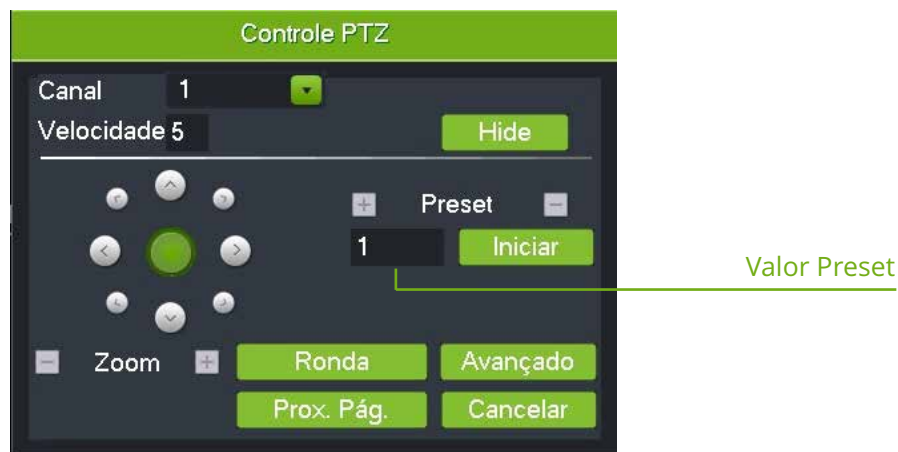 Controle PTZ
Canal 1
Velocidade 5
Hide
+ Preset -
1 Iniciar
Valor Preset
- Zoom +
Ronda
Avançado
Prox. Pág.
Cancelar